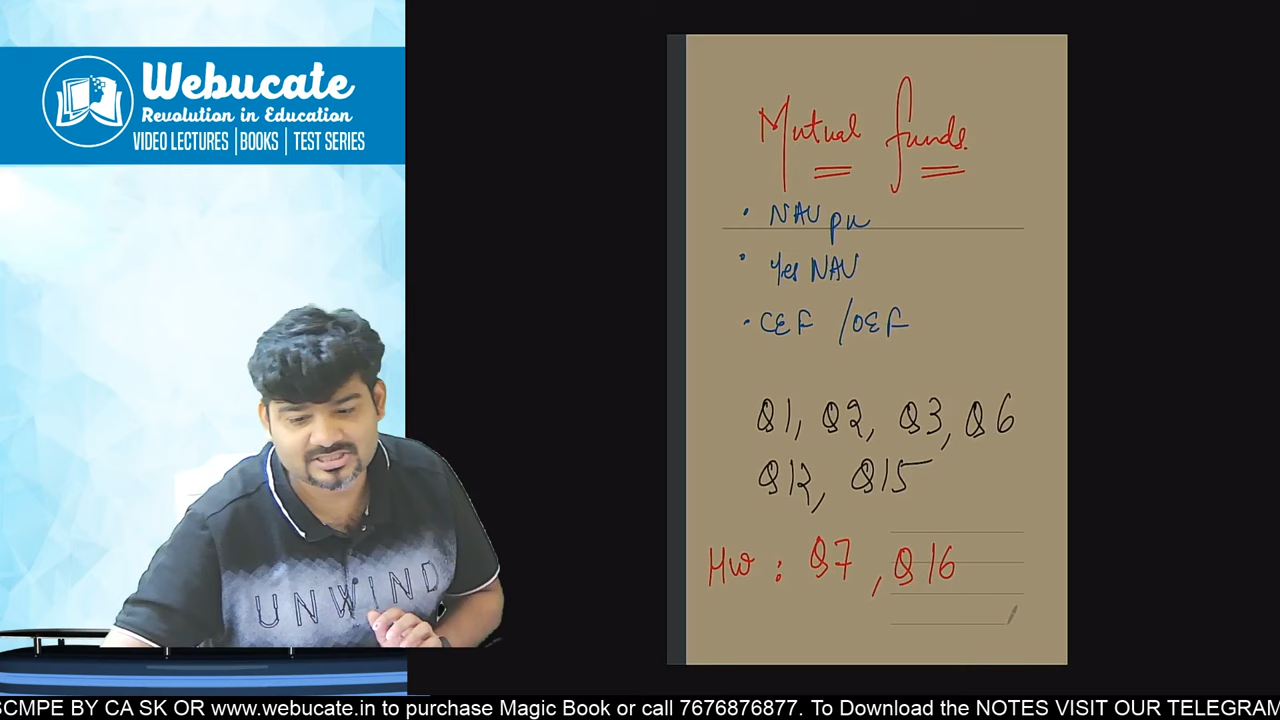 Webucate
Revolution in Education
VIDEO LECTURES | BOOKS | TEST SERIES
Mutual funds.
• NAV pu
• Yes NAV
• CEF / OEF
Q1, Q2, Q3, Q6
Q12, Q15
HW : Q7, Q16
UNWIND
SCMPE BY CA SK OR www.webucate.in to purchase Magic Book or call 7676876877. To Download the NOTES VISIT OUR TELEGRAM